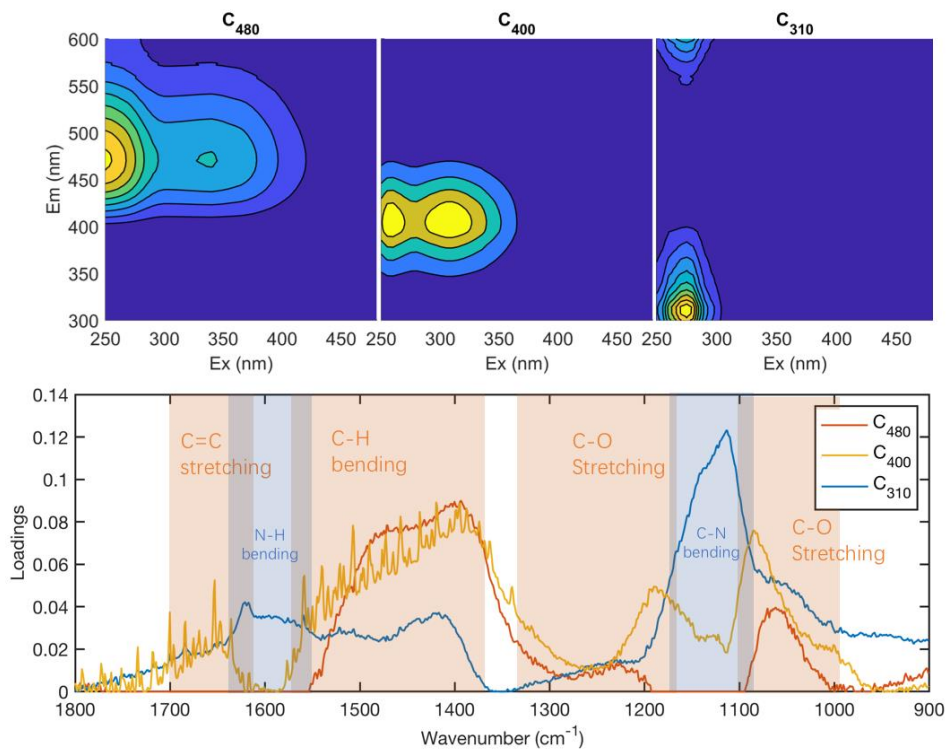 C480 C400 C310
600
550
500
450
400
350
300
Em (nm)
250 300 350 400 450 250 300 350 400 450 250 300 350 400 450
Ex (nm) Ex (nm) Ex (nm)
0.14
0.12
0.1
0.08
0.06
0.04
0.02
0
Loadings
C=C
stretching
N-H
bending
C-H
bending
C-O
Stretching
C-N
bending
C-O
Stretching
C480
C400
C310
1800 1700 1600 1500 1400 1300 1200 1100 1000 900
Wavenumber (cm-1)